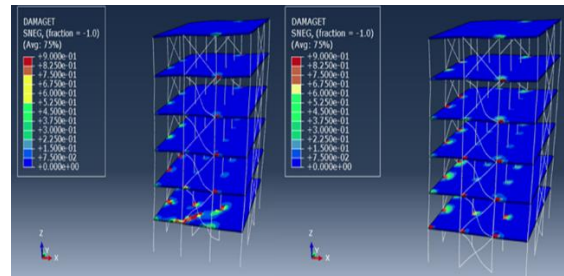 DAMAGET
SNEG, (fraction = -1.0)
(Avg: 75%)
+9.000e-01
+8.250e-01
+7.500e-01
+6.750e-01
+6.000e-01
+5.250e-01
+4.500e-01
+3.750e-01
+3.000e-01
+2.250e-01
+1.500e-01
+7.500e-02
+0.000e+00
Z
Y
X
DAMAGET
SNEG, (fraction = -1.0)
(Avg: 75%)
+9.000e-01
+8.250e-01
+7.500e-01
+6.750e-01
+6.000e-01
+5.250e-01
+4.500e-01
+3.750e-01
+3.000e-01
+2.250e-01
+1.500e-01
+7.500e-02
+0.000e+00
Z
Y
X